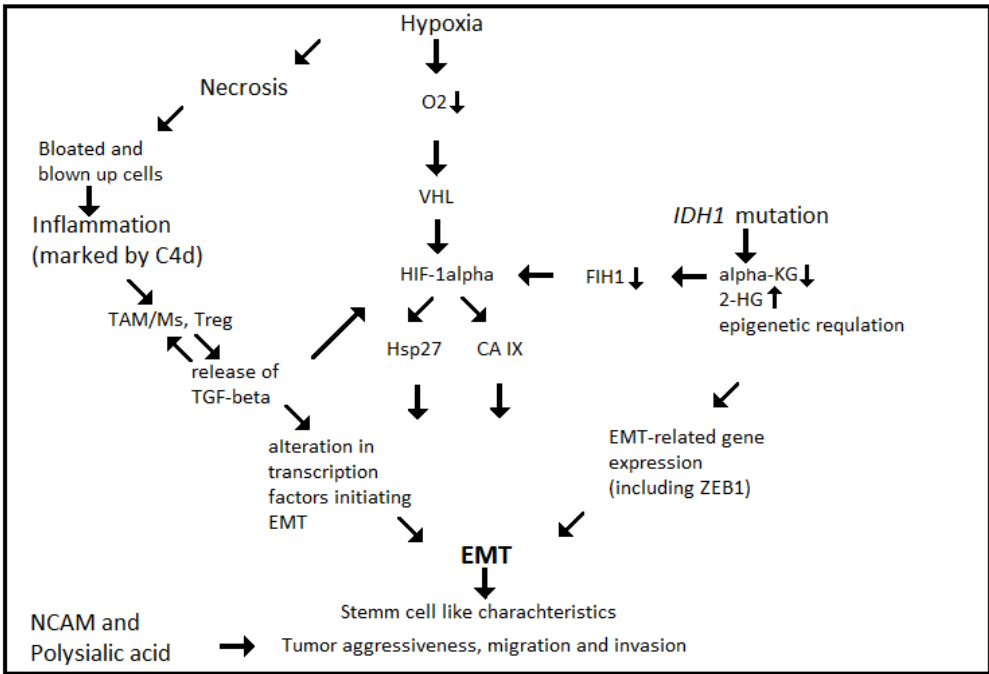 Hypoxia
Necrosis
O2
Bloated and
blown up cells
VHL
Inflammation
(marked by C4d)
IDH1 mutation
HIF-1alpha
FIH1
alpha-KG
2-HG
epigenetic requlation
TAM/Ms, Treg
Hsp27
CA IX
release of
TGF-beta
alteration in
transcription
factors initiating
EMT
EMT-related gene
expression
(including ZEB1)
EMT
Stemm cell like charachteristics
NCAM and
Polysialic acid
Tumor aggressiveness, migration and invasion